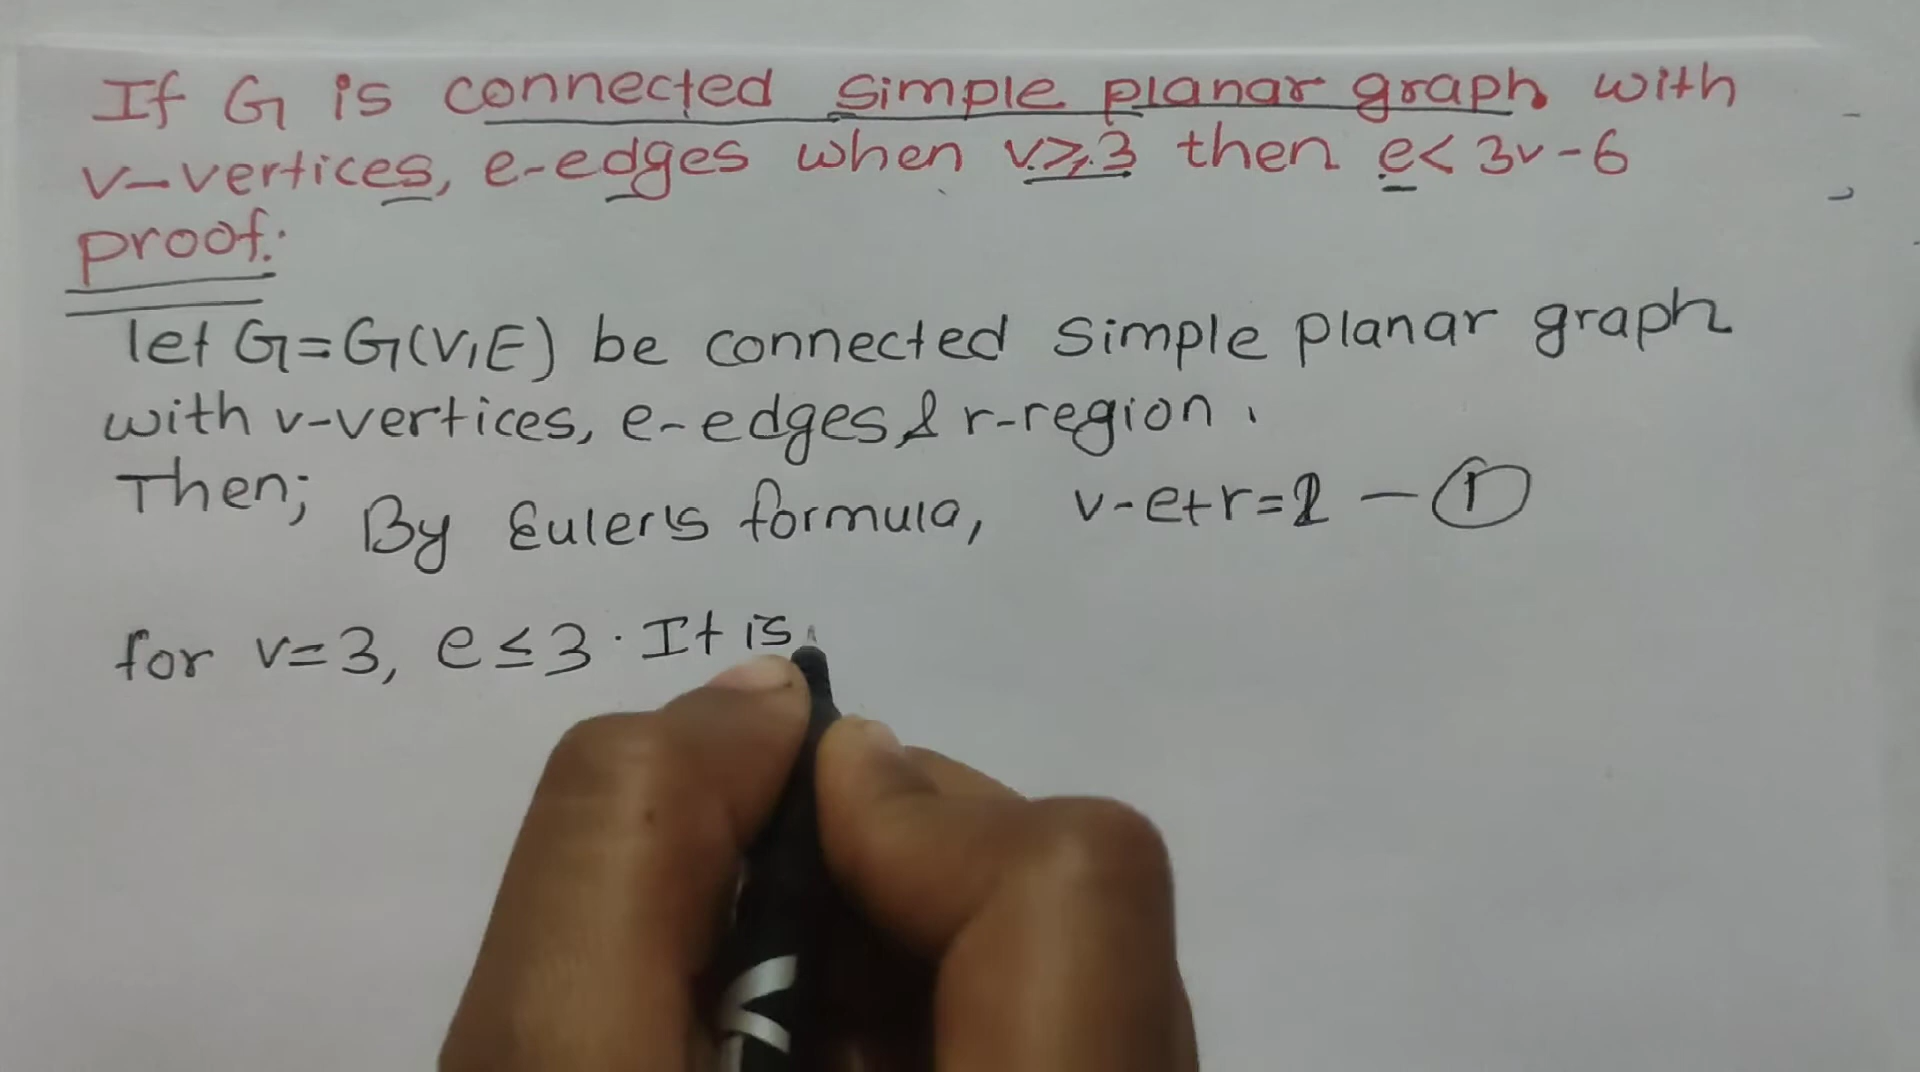 If G is connected simple planar graph with
v-vertices, e-edges when v≥3 then e< 3v-6
proof:
let G=G(V,E) be connected simple planar graph
with v-vertices, e-edges & r-region.
Then; By Euler's formula, v-e+r=2 — ①
for v=3, e≤3. It is